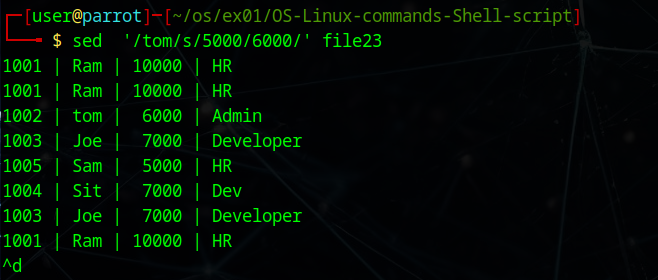 ┌─[user@parrot]─[~/os/ex01/OS-Linux-commands-Shell-script]
└──╼ $ sed  '/tom/s/5000/6000/' file23
1001 | Ram | 10000 | HR
1001 | Ram | 10000 | HR
1002 | tom |  6000 | Admin
1003 | Joe |  7000 | Developer
1005 | Sam |  5000 | HR
1004 | Sit |  7000 | Dev
1003 | Joe |  7000 | Developer
1001 | Ram | 10000 | HR
^d